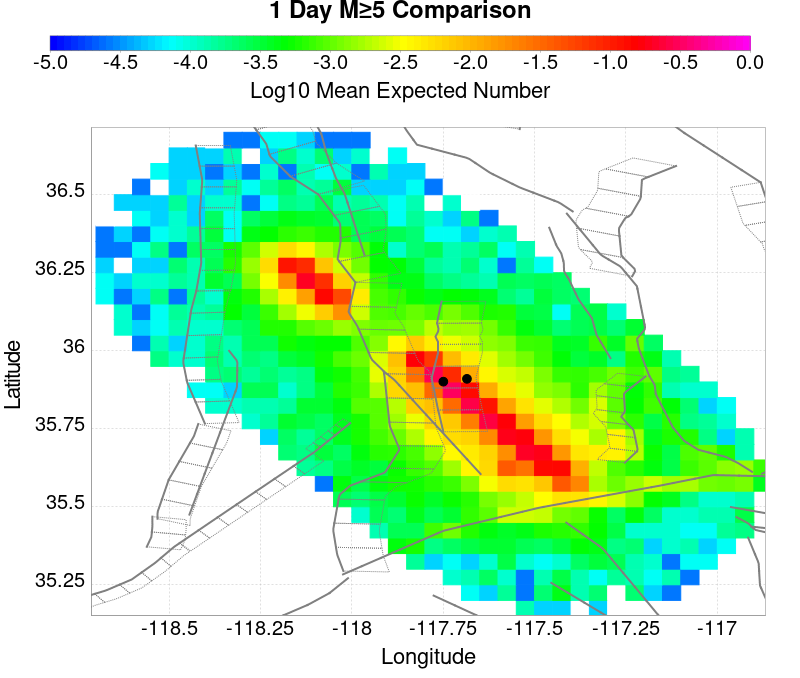 1 Day M≥5 Comparison
-5.0 -4.5 -4.0 -3.5 -3.0 -2.5 -2.0 -1.5 -1.0 -0.5 0.0
Log10 Mean Expected Number
36.5
36.25
36
35.75
35.5
35.25
Latitude
-118.5 -118.25 -118 -117.75 -117.5 -117.25 -117
Longitude